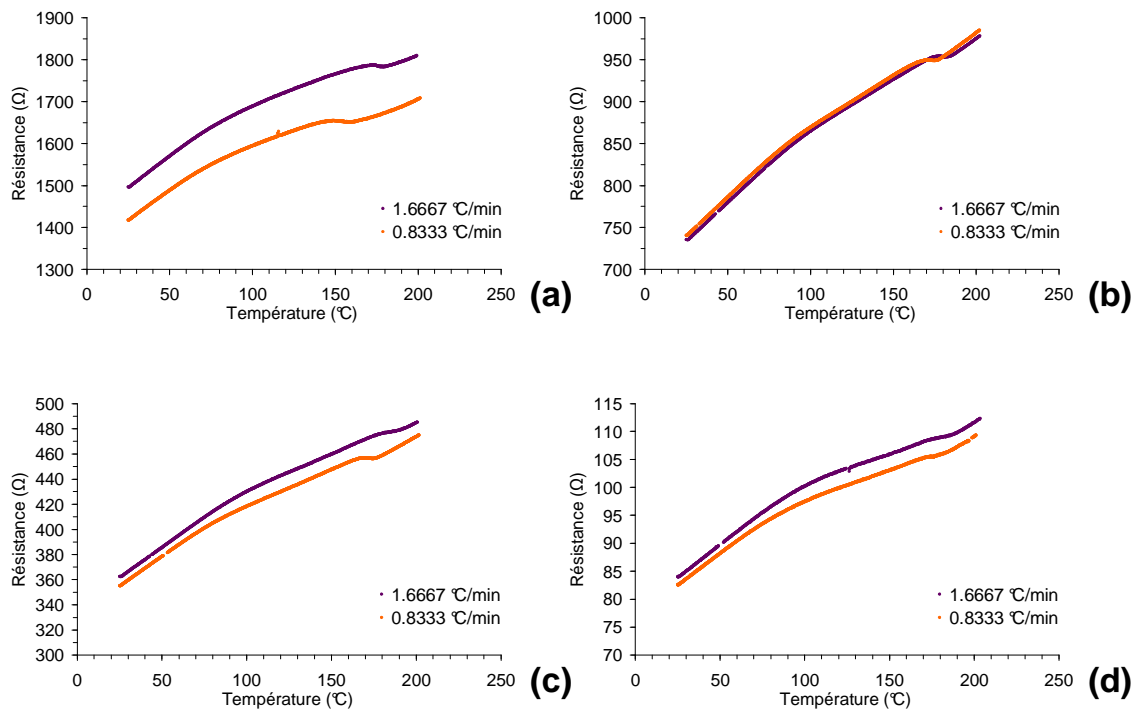 1900
1800
1700
1600
1500
1400
1300
Résistance (Ω)
0 50 100 150 200 250
Température (°C)
1.6667 °C/min
0.8333 °C/min
(a)
1000
950
900
850
800
750
700
Résistance (Ω)
0 50 100 150 200 250
Température (°C)
1.6667 °C/min
0.8333 °C/min
(b)
500
480
460
440
420
400
380
360
340
320
300
Résistance (Ω)
0 50 100 150 200 250
Température (°C)
1.6667 °C/min
0.8333 °C/min
(c)
115
110
105
100
95
90
85
80
75
70
Résistance (Ω)
0 50 100 150 200 250
Température (°C)
1.6667 °C/min
0.8333 °C/min
(d)